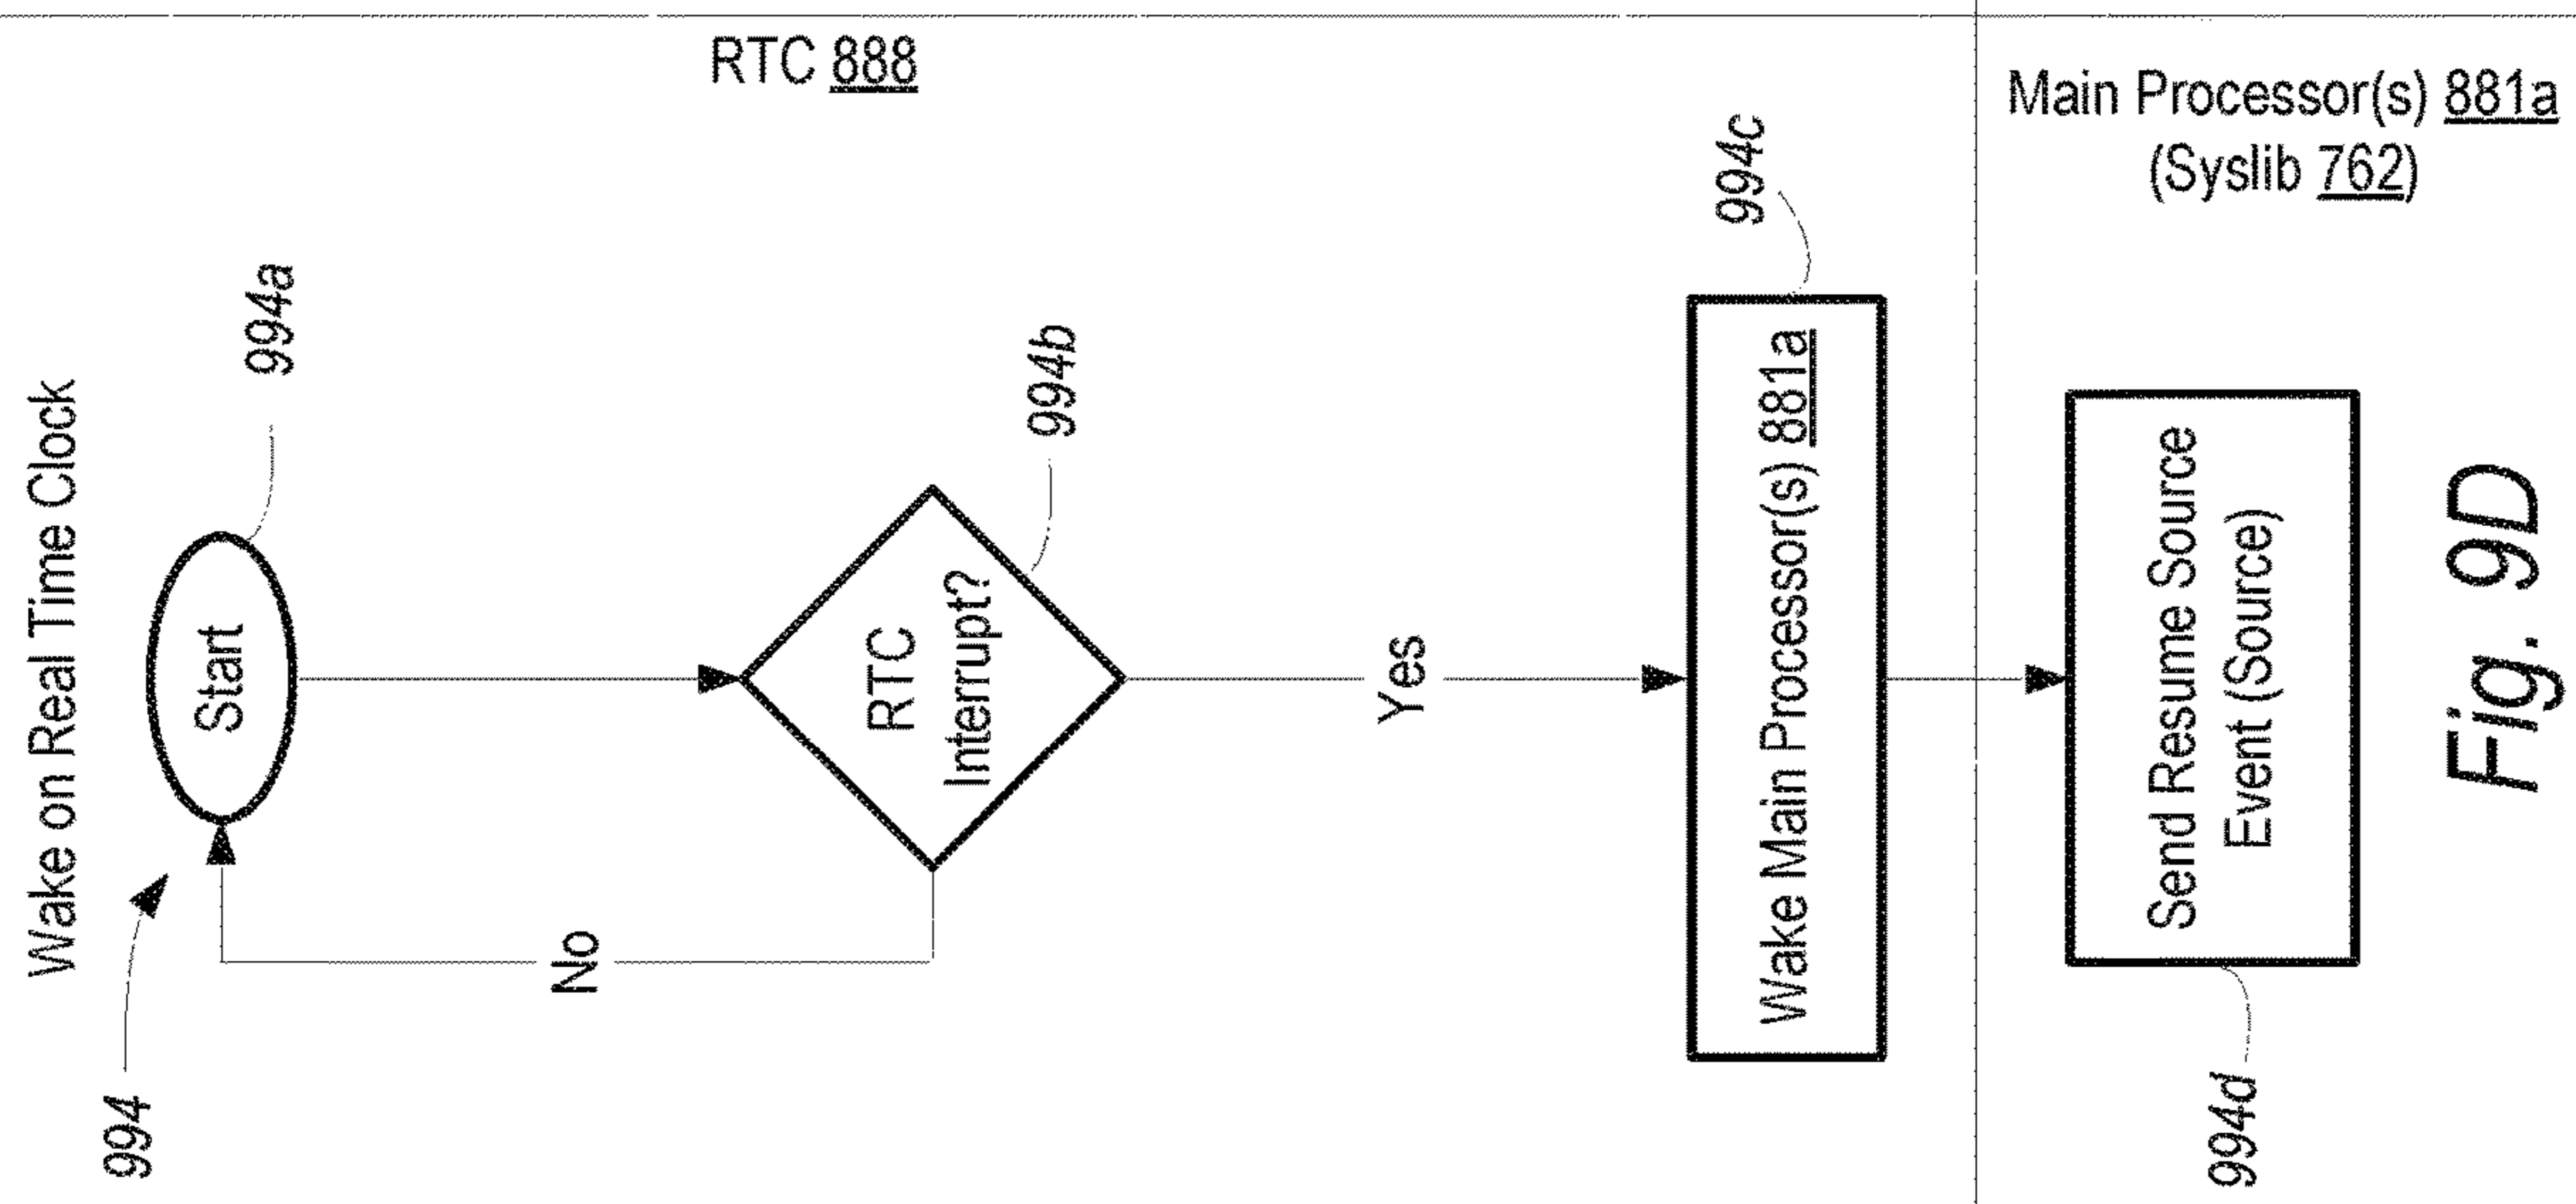 Wake on Real Time Clock
994
Start
994a
RTC
Interrupt?
994b
No
Yes
Wake Main Processor(s) 881a
994c
RTC 888
Send Resume Source
Event (Source)
994d
Main Processor(s) 881a
(Syslib 762)
Fig. 9D